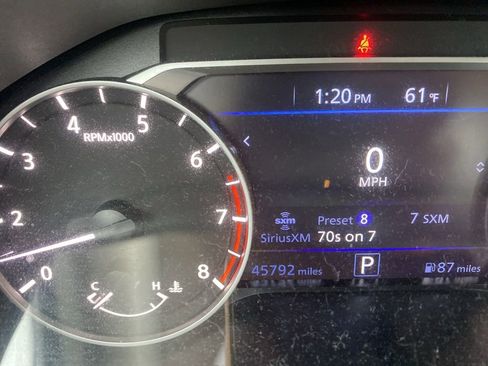 1:20 PM 61°F
4 5
RPMx1000
3 6
0
MPH
2 7
sxm Preset 8 7 SXM
SiriusXM 70s on 7
0 8
C H
45792 miles P 87 miles